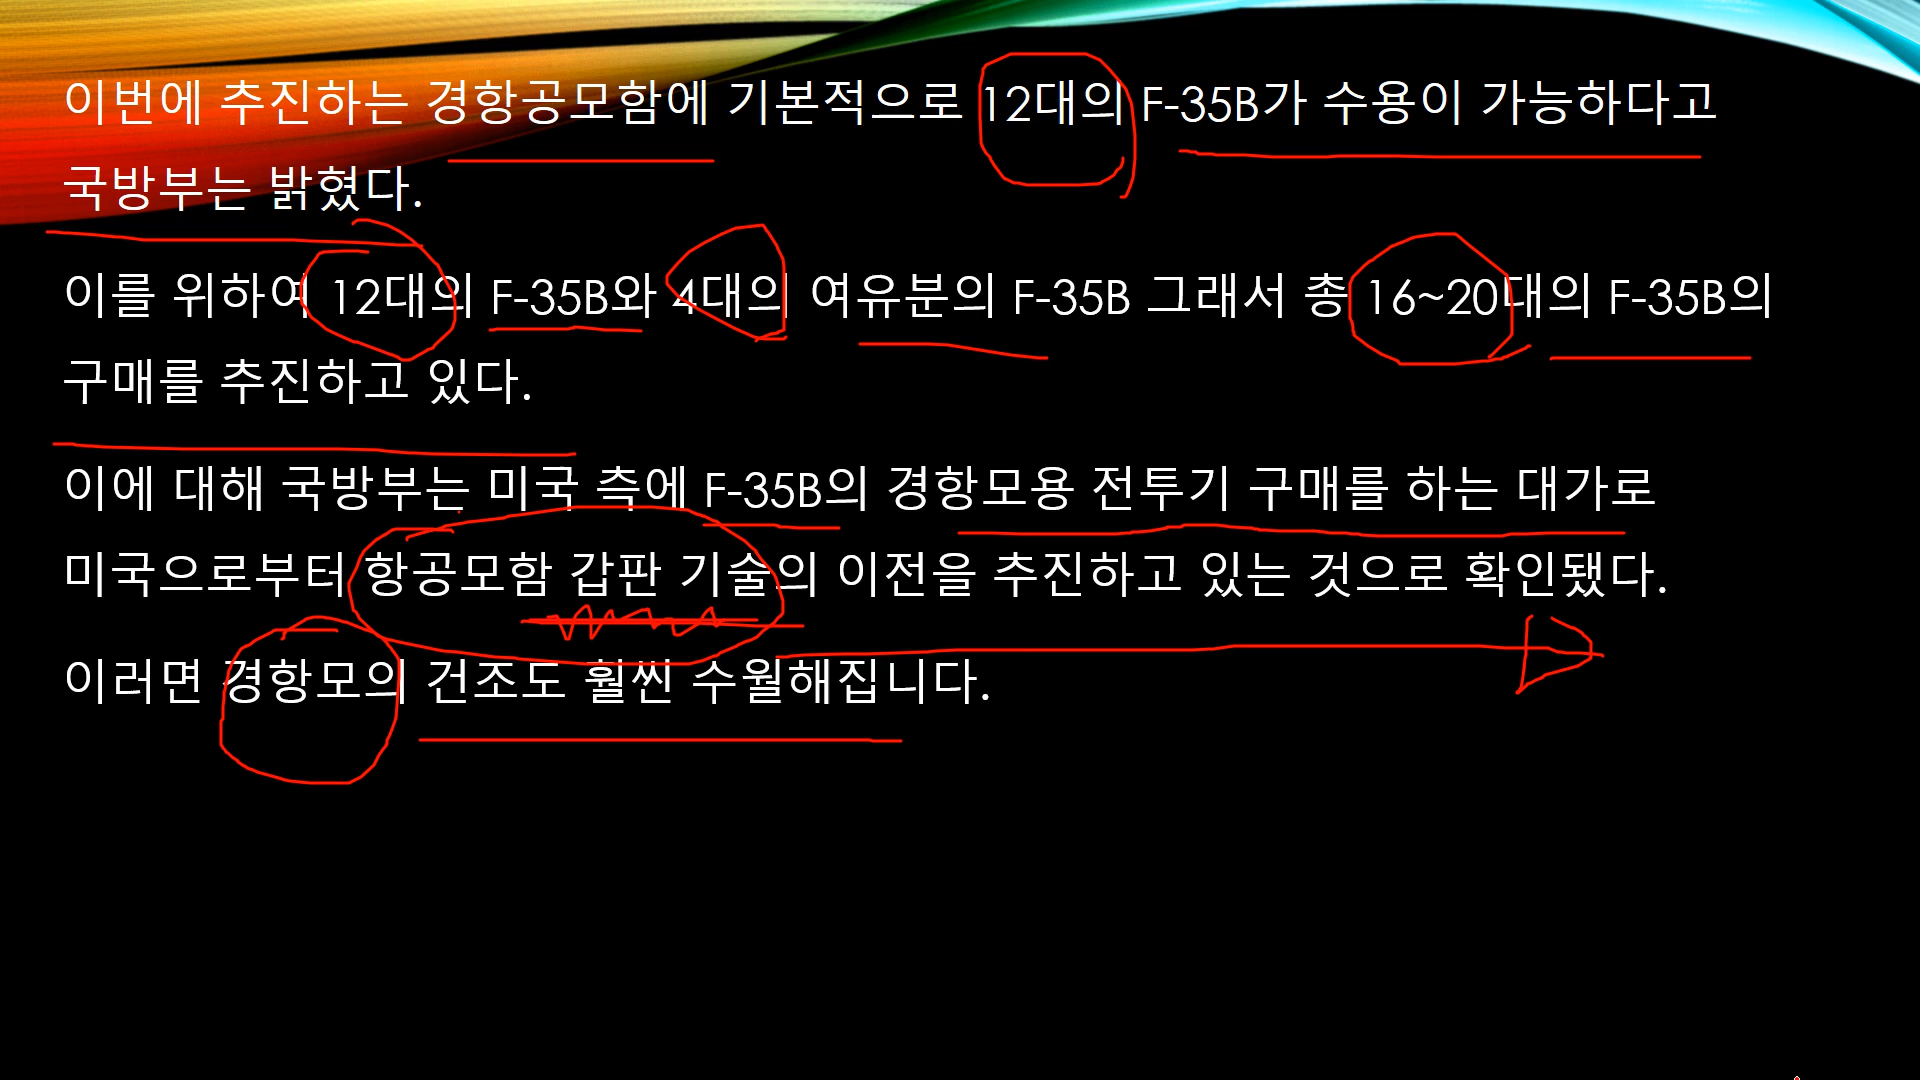 이번에 추진하는 경항공모함에 기본적으로 12대의 F-35B가 수용이 가능하다고
국방부는 밝혔다.
이를 위하여 12대의 F-35B와 4대의 여유분의 F-35B 그래서 총 16~20대의 F-35B의
구매를 추진하고 있다.
이에 대해 국방부는 미국 측에 F-35B의 경항모용 전투기 구매를 하는 대가로
미국으로부터 항공모함 갑판 기술의 이전을 추진하고 있는 것으로 확인됐다.
이러면 경항모의 건조도 훨씬 수월해집니다.